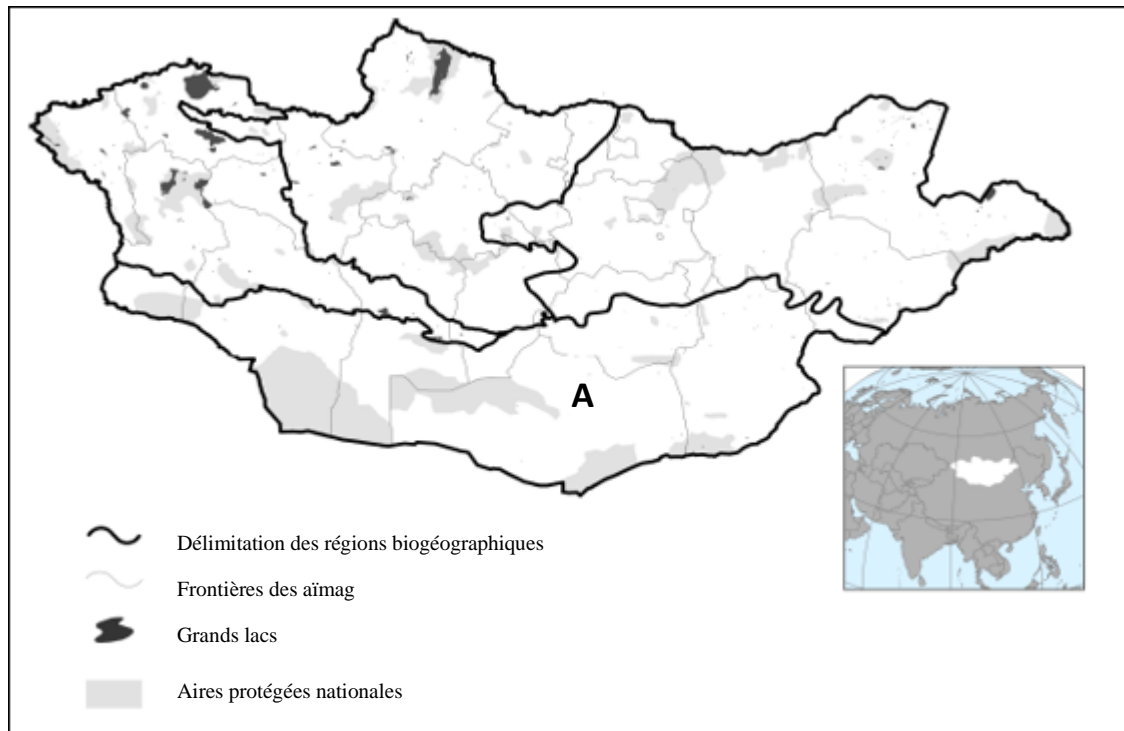 A
Délimitation des régions biogéographiques
Frontières des aïmag
Grands lacs
Aires protégées nationales